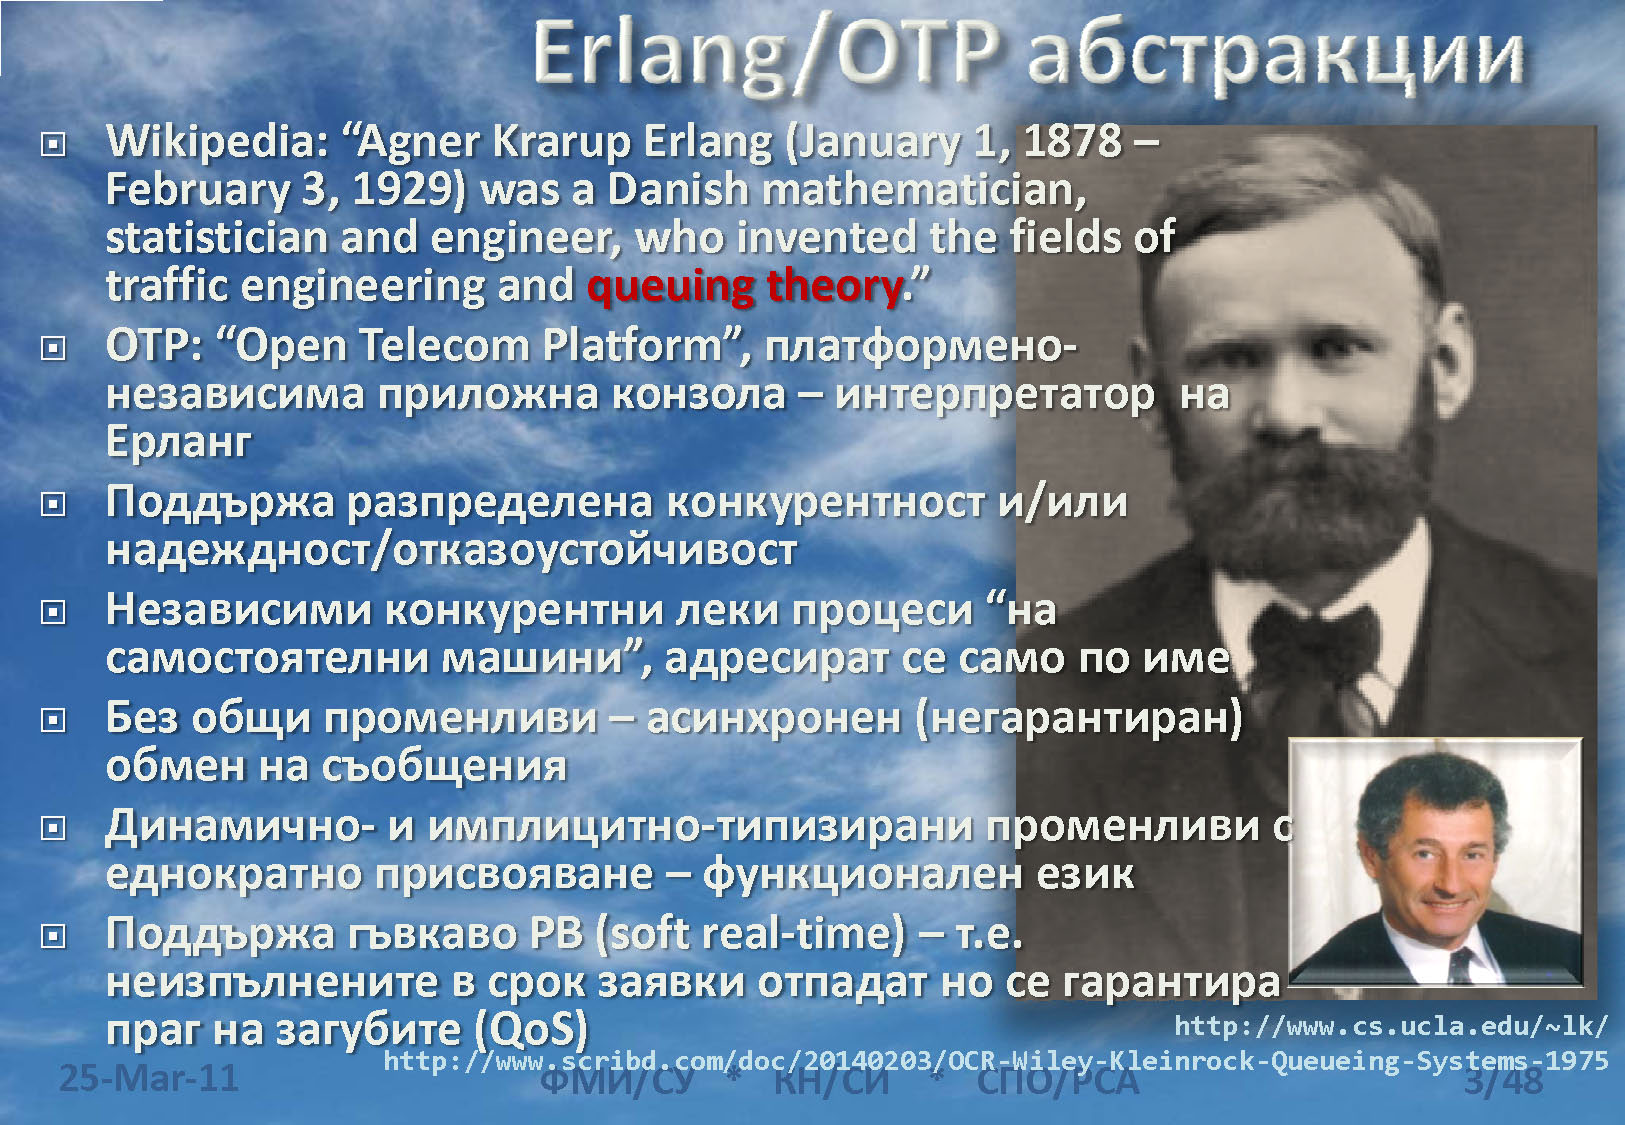 Erlang/OTP абстракции
Wikipedia: “Agner Krarup Erlang (January 1, 1878 –
February 3, 1929) was a Danish mathematician,
statistician and engineer, who invented the fields of
traffic engineering and queuing theory.”
OTP: “Open Telecom Platform”, платформено-
независима приложна конзола – интерпретатор на
Ерланг
Поддържа разпределена конкурентност и/или
надеждност/отказоустойчивост
Независими конкурентни леки процеси “на
самостоятелни машини”, адресират се само по име
Без общи променливи – асинхронен (негарантиран)
обмен на съобщения
Динамично- и имплицитно-типизирани променливи с
еднократно присвояване – функционален език
Поддържа гъвкаво РВ (soft real-time) – т.е.
неизпълнените в срок заявки отпадат но се гарантира
праг на загубите (QoS)
http://www.cs.ucla.edu/~lk/
http://www.scribd.com/doc/20140203/OCR-Wiley-Kleinrock-Queueing-Systems-1975
25-Mar-11 ФМИ/СУ * КН/СИ * СПО/РСА 3/48